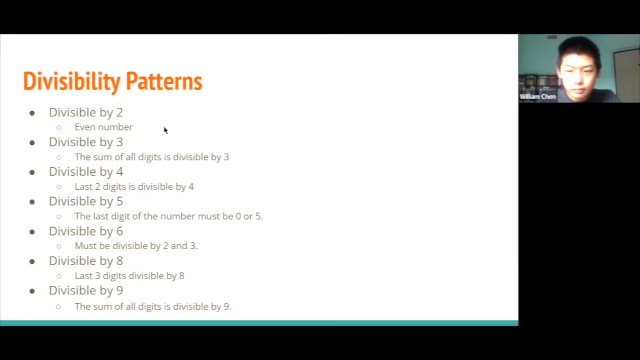 Divisibility Patterns
● Divisible by 2
○ Even number
● Divisible by 3
○ The sum of all digits is divisible by 3
● Divisible by 4
○ Last 2 digits is divisible by 4
● Divisible by 5
○ The last digit of the number must be 0 or 5.
● Divisible by 6
○ Must be divisible by 2 and 3.
● Divisible by 8
○ Last 3 digits divisible by 8
● Divisible by 9
○ The sum of all digits is divisible by 9.
William Chen